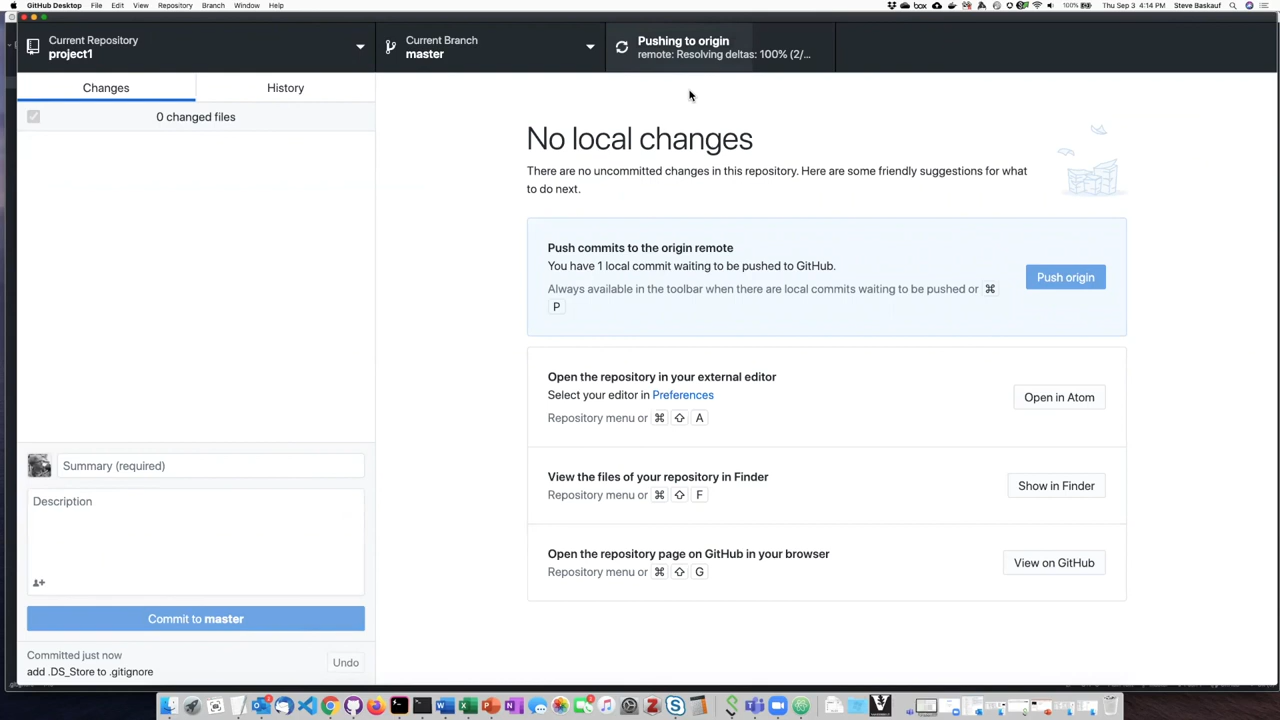 GitHub Desktop File Edit View Repository Branch Window Help
box 100% Thu Sep 3 4:14 PM Steve Baskauf
Current Repository
project1
Current Branch
master
Pushing to origin
remote: Resolving deltas: 100% (2/...
Changes
History
0 changed files
No local changes
There are no uncommitted changes in this repository. Here are some friendly suggestions for what
to do next.
Push commits to the origin remote
You have 1 local commit waiting to be pushed to GitHub.
Always available in the toolbar when there are local commits waiting to be pushed or ⌘
P
Push origin
Open the repository in your external editor
Select your editor in Preferences
Repository menu or ⌘ ⇧ A
Open in Atom
View the files of your repository in Finder
Repository menu or ⌘ ⇧ F
Show in Finder
Open the repository page on GitHub in your browser
Repository menu or ⌘ ⇧ G
View on GitHub
Summary (required)
Description
Commit to master
Committed just now
add .DS_Store to .gitignore
Undo